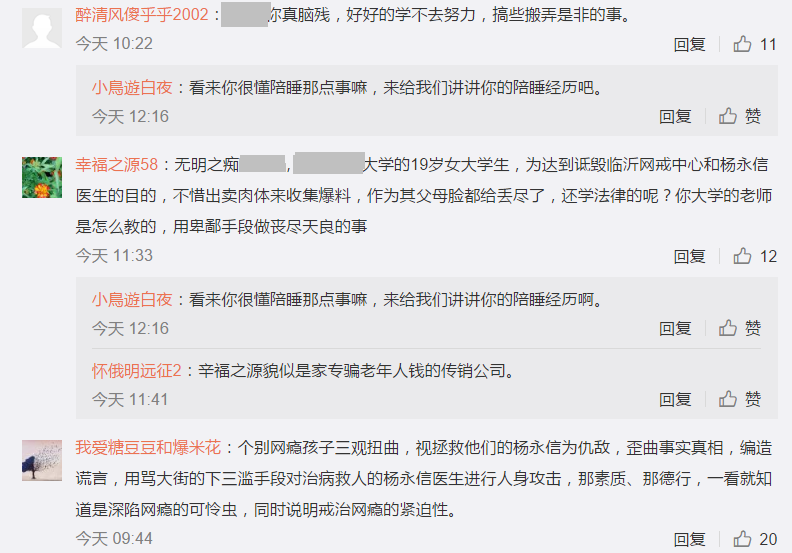 醉清风傻乎乎2002：你真脑残，好好的学不去努力，搞些搬弄是非的事。
今天 10:22 回复 11
小鳥遊白夜：看来你很懂陪睡那点事嘛，来给我们讲讲你的陪睡经历吧。
今天 12:16 回复 赞
幸福之源58：无明之痴，大学的19岁女大学生，为达到诋毁临沂网戒中心和杨永信
医生的目的，不惜出卖肉体来收集爆料，作为其父母脸都给丢尽了，还学法律的呢？你大学的老师
是怎么教的，用卑鄙手段做丧尽天良的事
今天 11:33 回复 12
小鳥遊白夜：看来你很懂陪睡那点事嘛，来给我们讲讲你的陪睡经历啊。
今天 12:16 回复 赞
怀俄明远征2：辛福之源貌似是家专骗老年人钱的传销公司。
今天 11:41 回复 赞
我爱糖豆豆和爆米花：个别网瘾孩子三观扭曲，视拯救他们的杨永信为仇敌，歪曲事实真相，编造
谎言，用骂大街的下三滥手段对治病救人的杨永信医生进行人身攻击，那素质、那德行，一看就知
道是深陷网瘾的可怜虫，同时说明戒治网瘾的紧迫性。
今天 09:44 回复 20